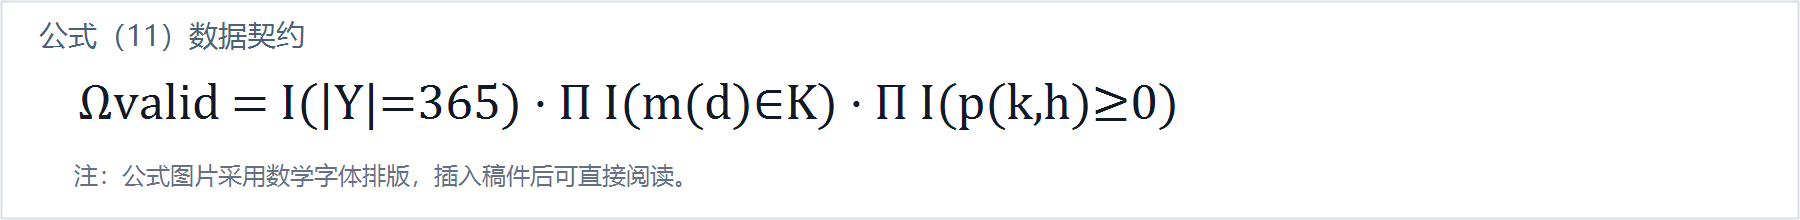 公式（11）数据契约
Ωvalid = I(|Y|=365) · Π I(m(d)∈K) · Π I(p(k,h)≥0)
注：公式图片采用数学字体排版，插入稿件后可直接阅读。